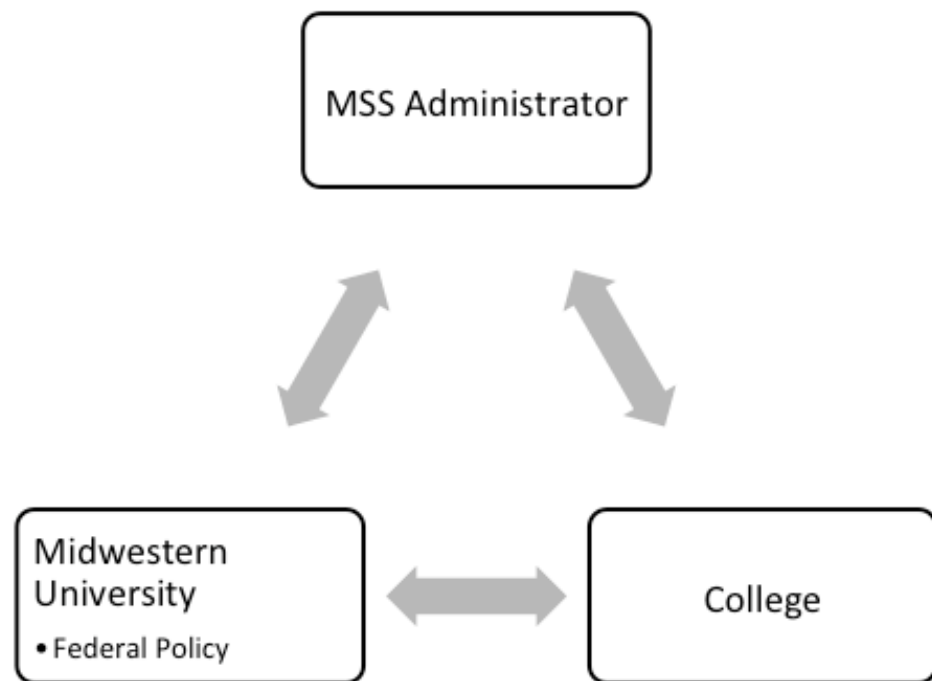 MSS Administrator
Midwestern
University
• Federal Policy
College